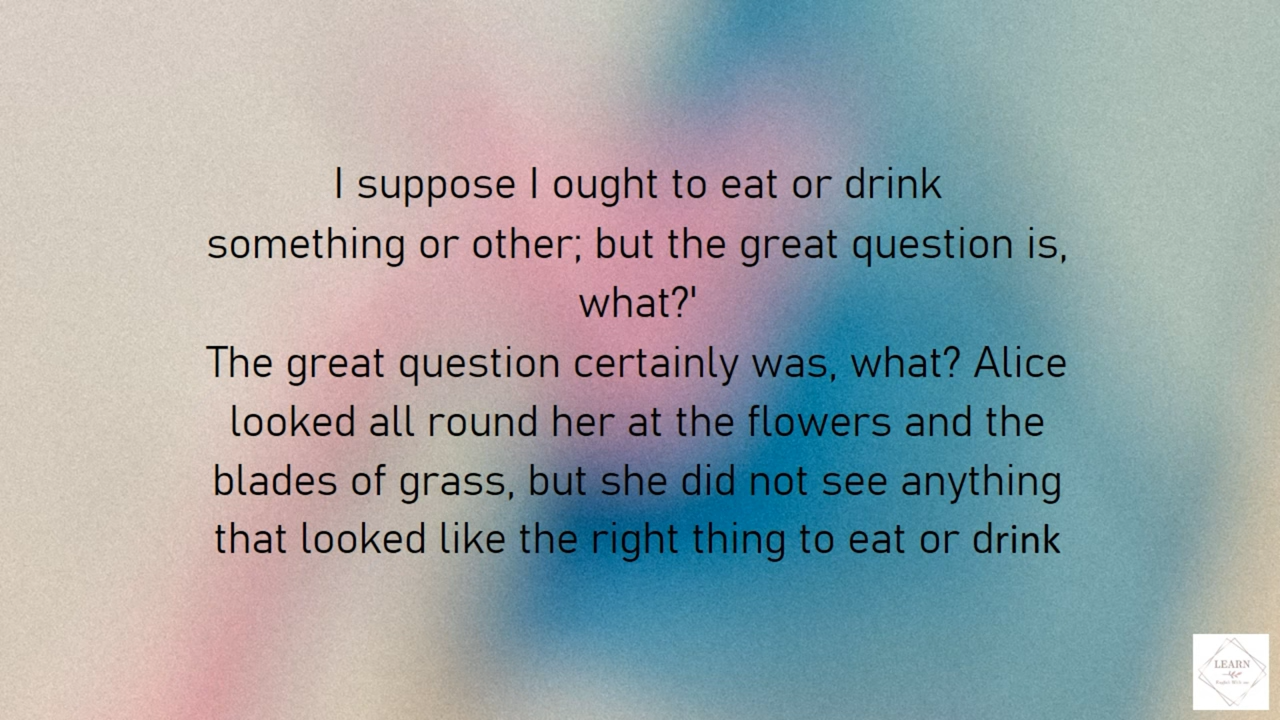 I suppose I ought to eat or drink
something or other; but the great question is,
what?'
The great question certainly was, what? Alice
looked all round her at the flowers and the
blades of grass, but she did not see anything
that looked like the right thing to eat or drink
LEARN